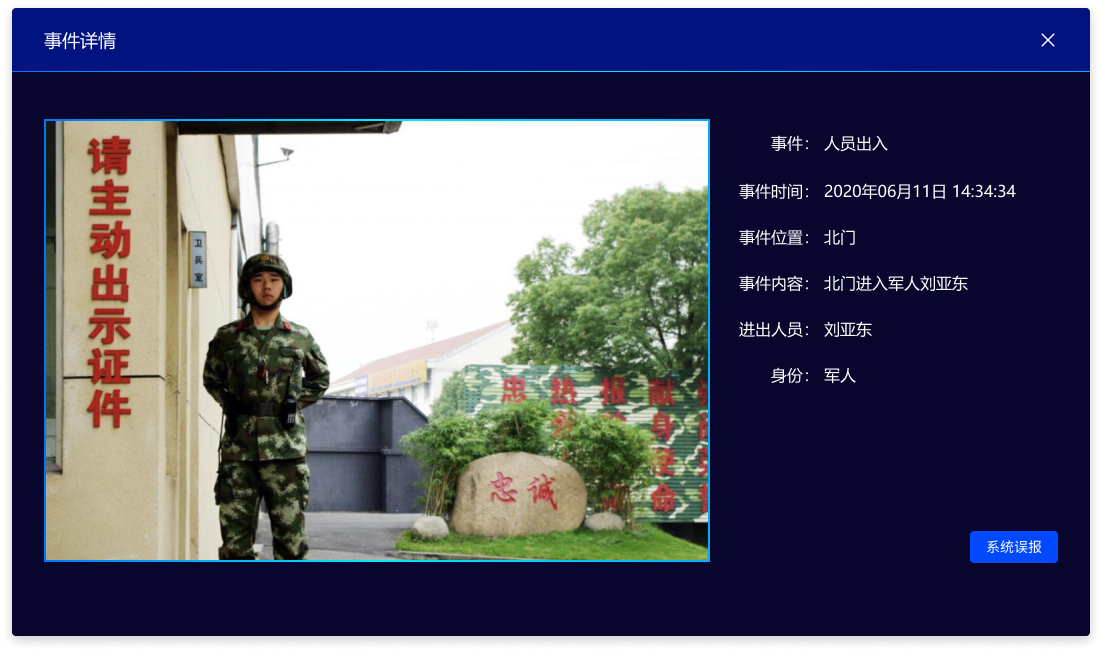 事件详情
请主动出示证件
卫兵室
忠诚
事件： 人员出入
事件时间： 2020年06月11日 14:34:34
事件位置： 北门
事件内容： 北门进入军人刘亚东
进出人员： 刘亚东
身份： 军人
系统误报
忠 热 报 献
身
使
命